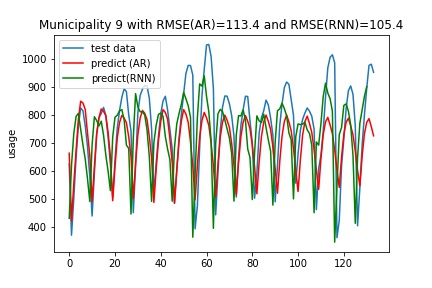 Municipality 9 with RMSE(AR)=113.4 and RMSE(RNN)=105.4
test data
predict (AR)
predict(RNN)
usage
1000
900
800
700
600
500
400
0 20 40 60 80 100 120